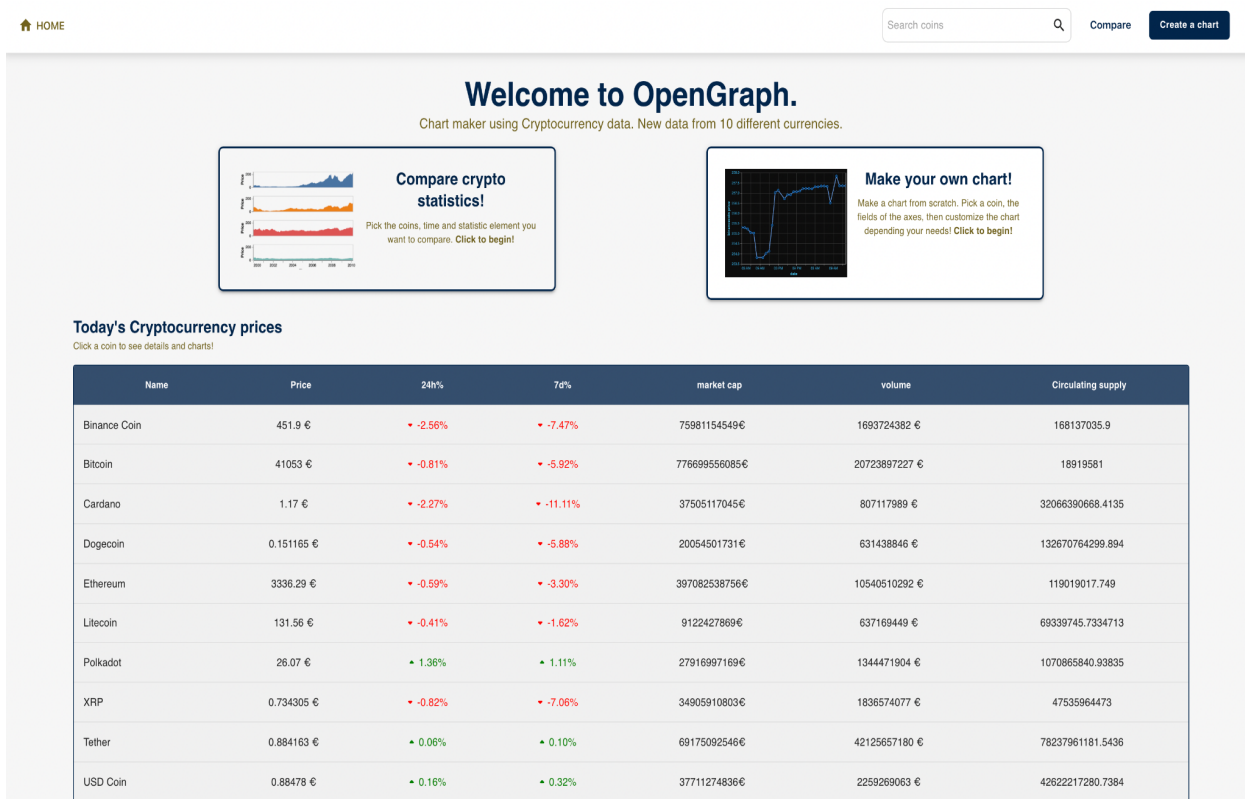 HOME
Search coins
Compare
Create a chart
Welcome to OpenGraph.
Chart maker using Cryptocurrency data. New data from 10 different currencies.
Compare crypto
statistics!
Pick the coins, time and statistic element you
want to compare. Click to begin!
Make your own chart!
Make a chart from scratch. Pick a coin, the
fields of the axes, then customize the chart
depending your needs! Click to begin!
Today's Cryptocurrency prices
Click a coin to see details and charts!
Name Price 24h% 7d% market cap volume Circulating supply
Binance Coin 451.9 € -2.56% -7.47% 75981154549€ 1693724382 € 168137035.9
Bitcoin 41053 € -0.81% -5.92% 776699556085€ 20723897227 € 18919581
Cardano 1.17 € -2.27% -11.11% 37505117045€ 807117989 € 32066390668.4135
Dogecoin 0.151165 € -0.54% -5.88% 20054501731€ 631438846 € 132670764299.894
Ethereum 3336.29 € -0.59% -3.30% 397082538756€ 10540510292 € 119019017.749
Litecoin 131.56 € -0.41% -1.62% 9122427869€ 637169449 € 69339745.7334713
Polkadot 26.07 € 1.36% 1.11% 27916997169€ 1344471904 € 1070865840.93835
XRP 0.734305 € -0.82% -7.06% 34905910803€ 1836574077 € 47535964473
Tether 0.884163 € 0.06% 0.10% 69175092546€ 42125657180 € 78237961181.5436
USD Coin 0.88478 € 0.16% 0.32% 37711274836€ 2259269063 € 42622217280.7384